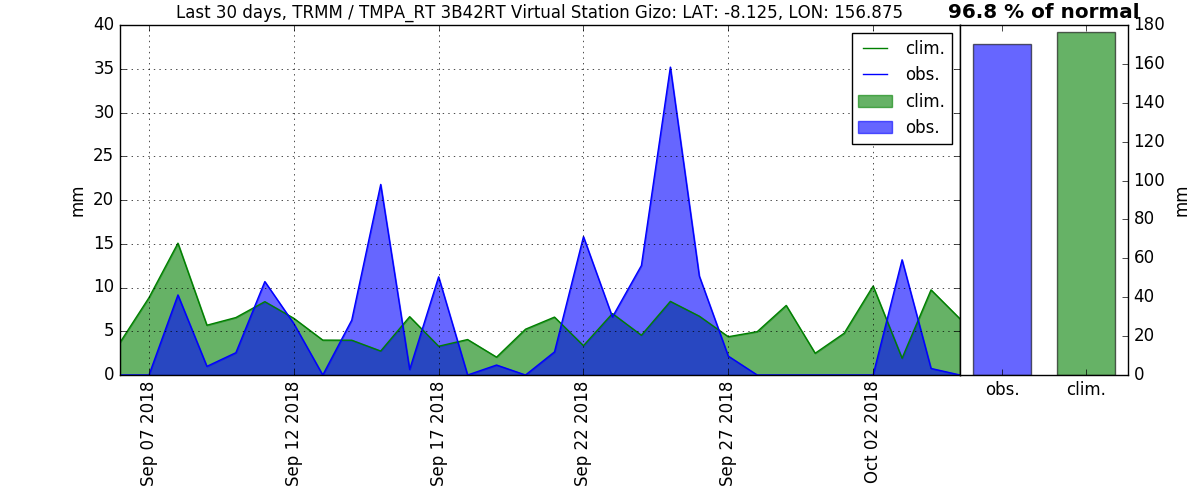 Last 30 days, TRMM / TMPA_RT 3B42RT Virtual Station Gizo: LAT: -8.125, LON: 156.875
96.8 % of normal
40
35
30
25
20
15
10
5
0
mm
clim.
obs.
clim.
obs.
Sep 07 2018
Sep 12 2018
Sep 17 2018
Sep 22 2018
Sep 27 2018
Oct 02 2018
180
160
140
120
100
80
60
40
20
0
mm
obs.
clim.